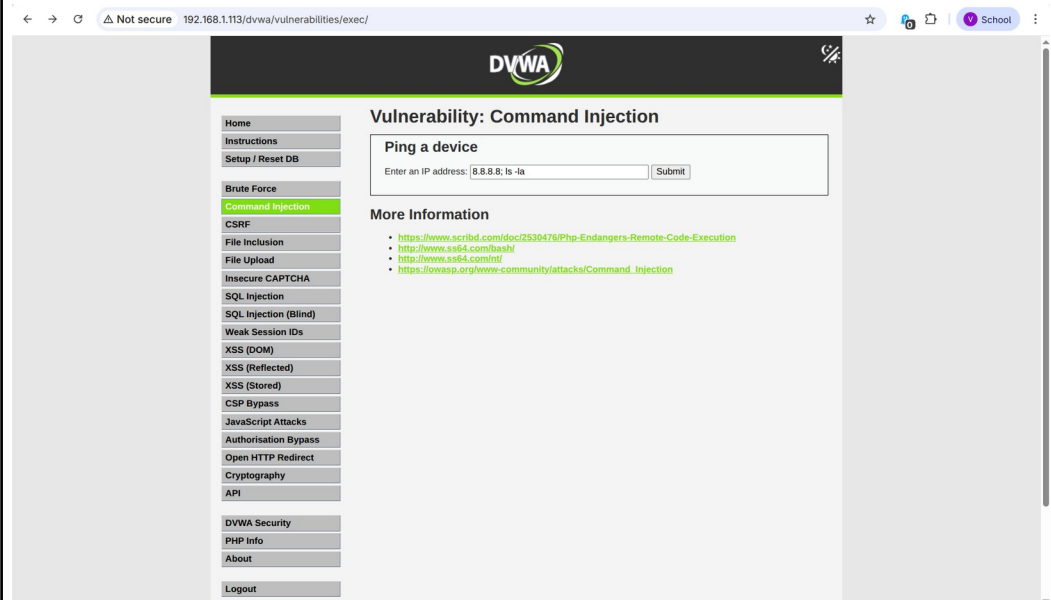 Not secure 192.168.1.113/dvwa/vulnerabilities/exec/
0
V School
DVWA
Home
Instructions
Setup / Reset DB
Brute Force
Command Injection
CSRF
File Inclusion
File Upload
Insecure CAPTCHA
SQL Injection
SQL Injection (Blind)
Weak Session IDs
XSS (DOM)
XSS (Reflected)
XSS (Stored)
CSP Bypass
JavaScript Attacks
Authorisation Bypass
Open HTTP Redirect
Cryptography
API
DVWA Security
PHP Info
About
Logout
Vulnerability: Command Injection
Ping a device
Enter an IP address: 8.8.8.8; ls -la Submit
More Information
• https://www.scribd.com/doc/2530476/Php-Endangers-Remote-Code-Execution
• http://www.ss64.com/bash/
• http://www.ss64.com/nt/
• https://owasp.org/www-community/attacks/Command_Injection